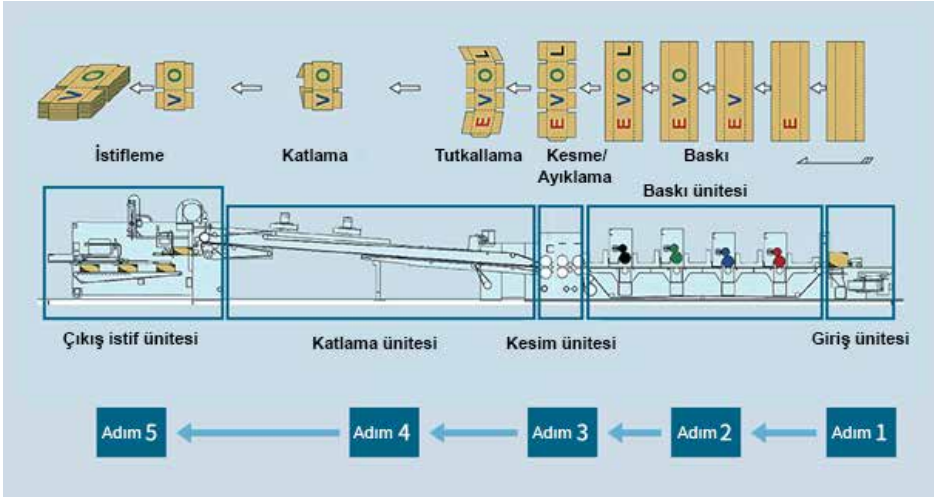 V O
V O
V O
E V O L
E V O L
E V O L
E V O
E V
E
İstifleme
Katlama
Tutkallama
Kesme/
Ayıklama
Baskı
Baskı ünitesi
Çıkış istif ünitesi
Katlama ünitesi
Kesim ünitesi
Giriş ünitesi
Adım 5
Adım 4
Adım 3
Adım 2
Adım 1